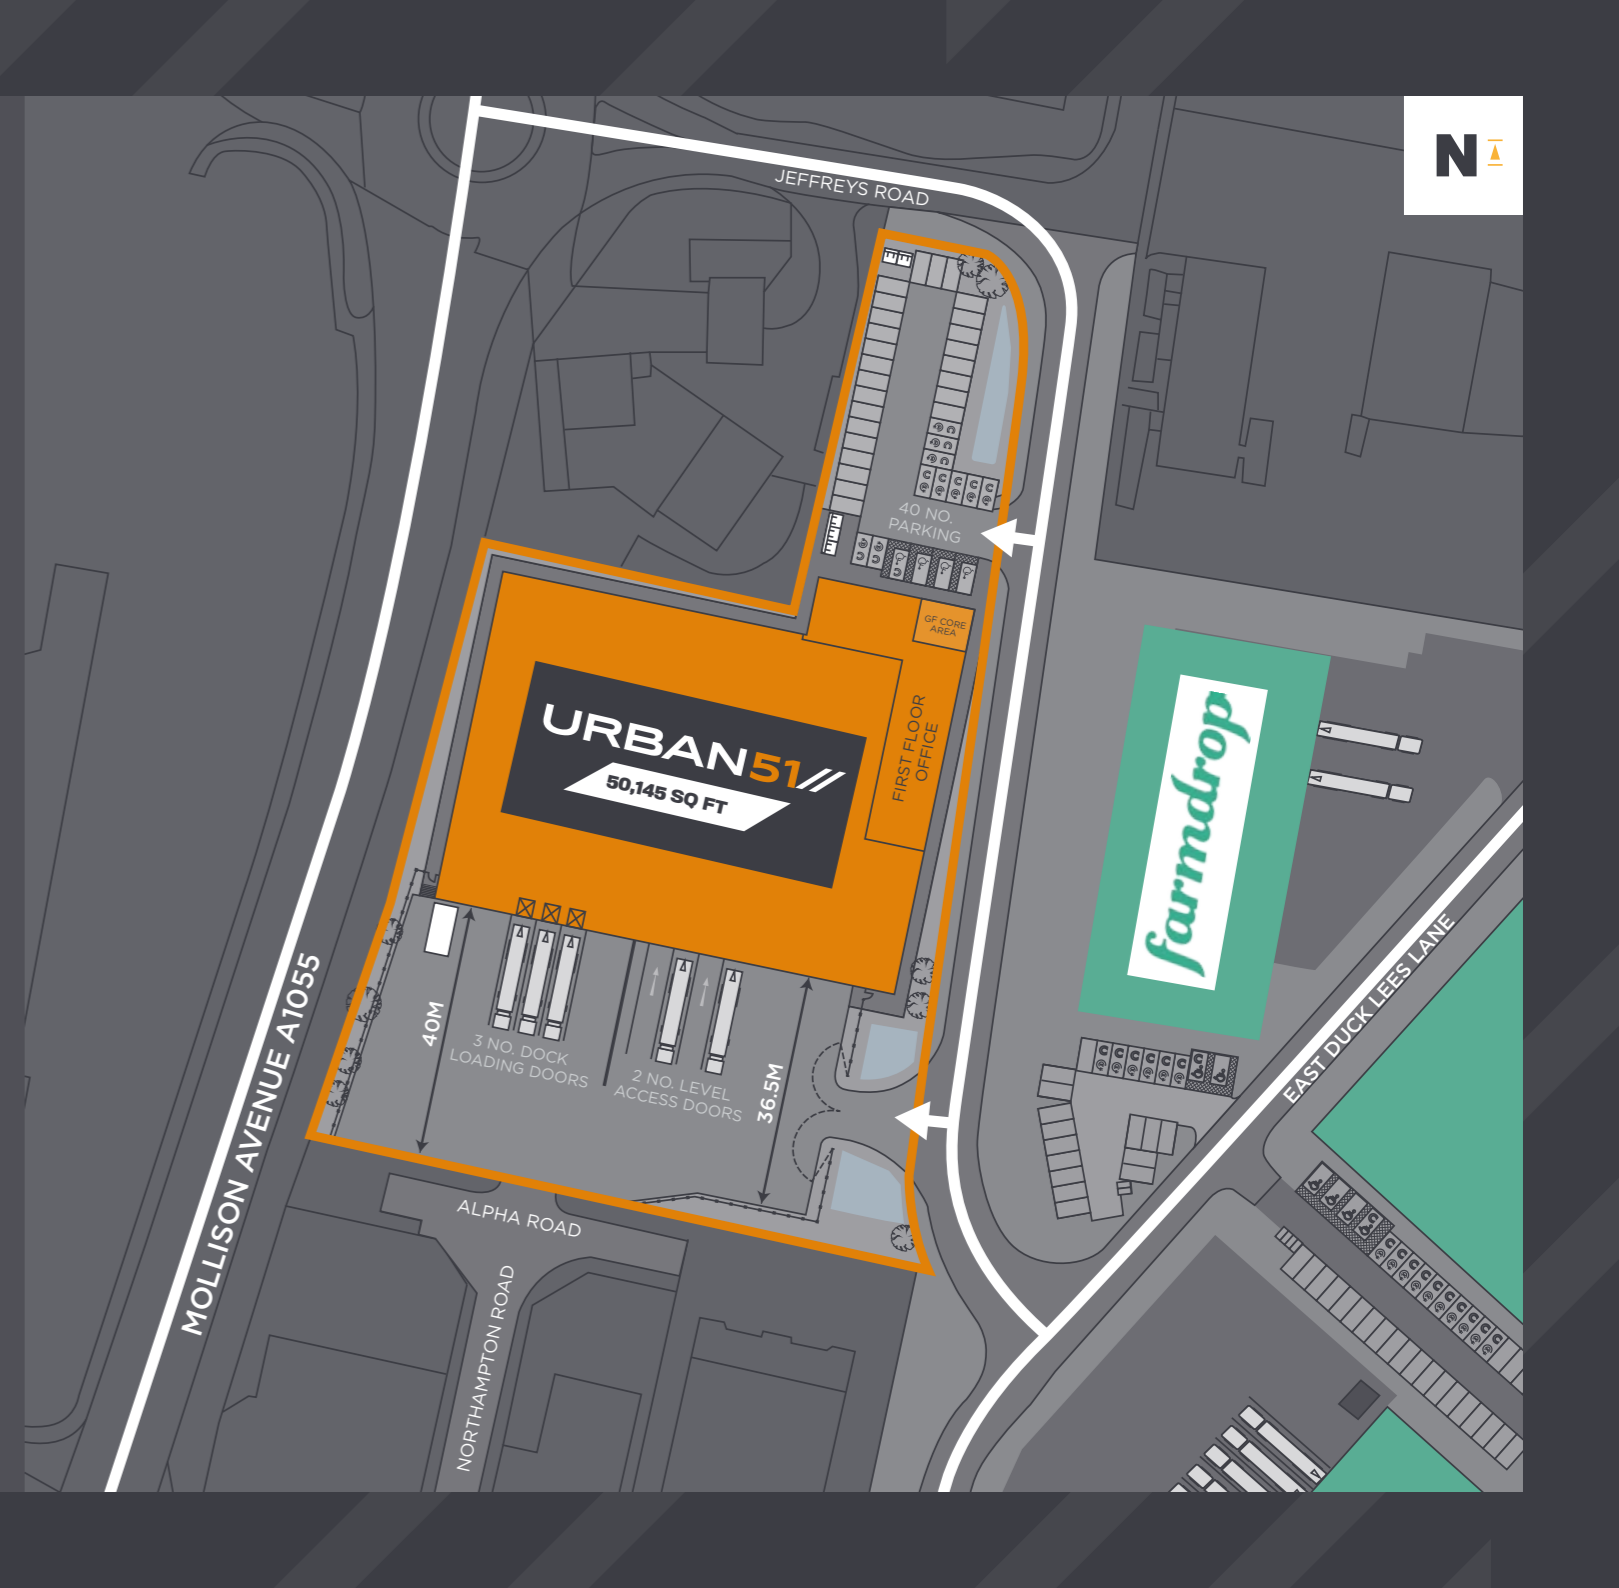 N
JEFFREYS ROAD
40 NO.
PARKING
GF CORE
AREA
FIRST FLOOR
OFFICE
URBAN51
50,145 SQ FT
farmdrop
40M
3 NO. DOCK
LOADING DOORS
2 NO. LEVEL
ACCESS DOORS
36.5M
MOLLISON AVENUE A1055
EAST DUCK LEES LANE
ALPHA ROAD
NORTHAMPTON ROAD